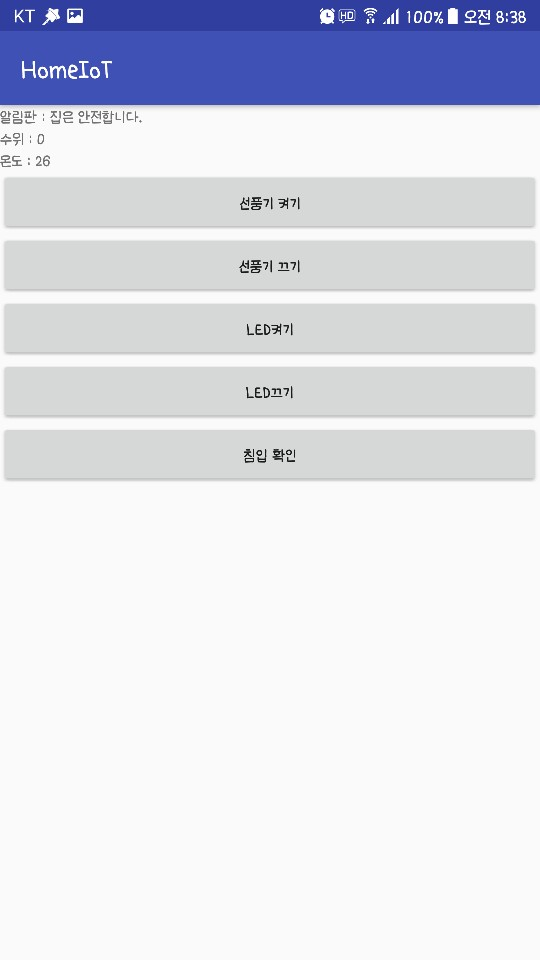 KT 100% 오전 8:38
HomeIoT
알림판 : 집은 안전합니다.
수위 : 0
온도 : 26
선풍기 켜기
선풍기 끄기
LED켜기
LED끄기
침입 확인